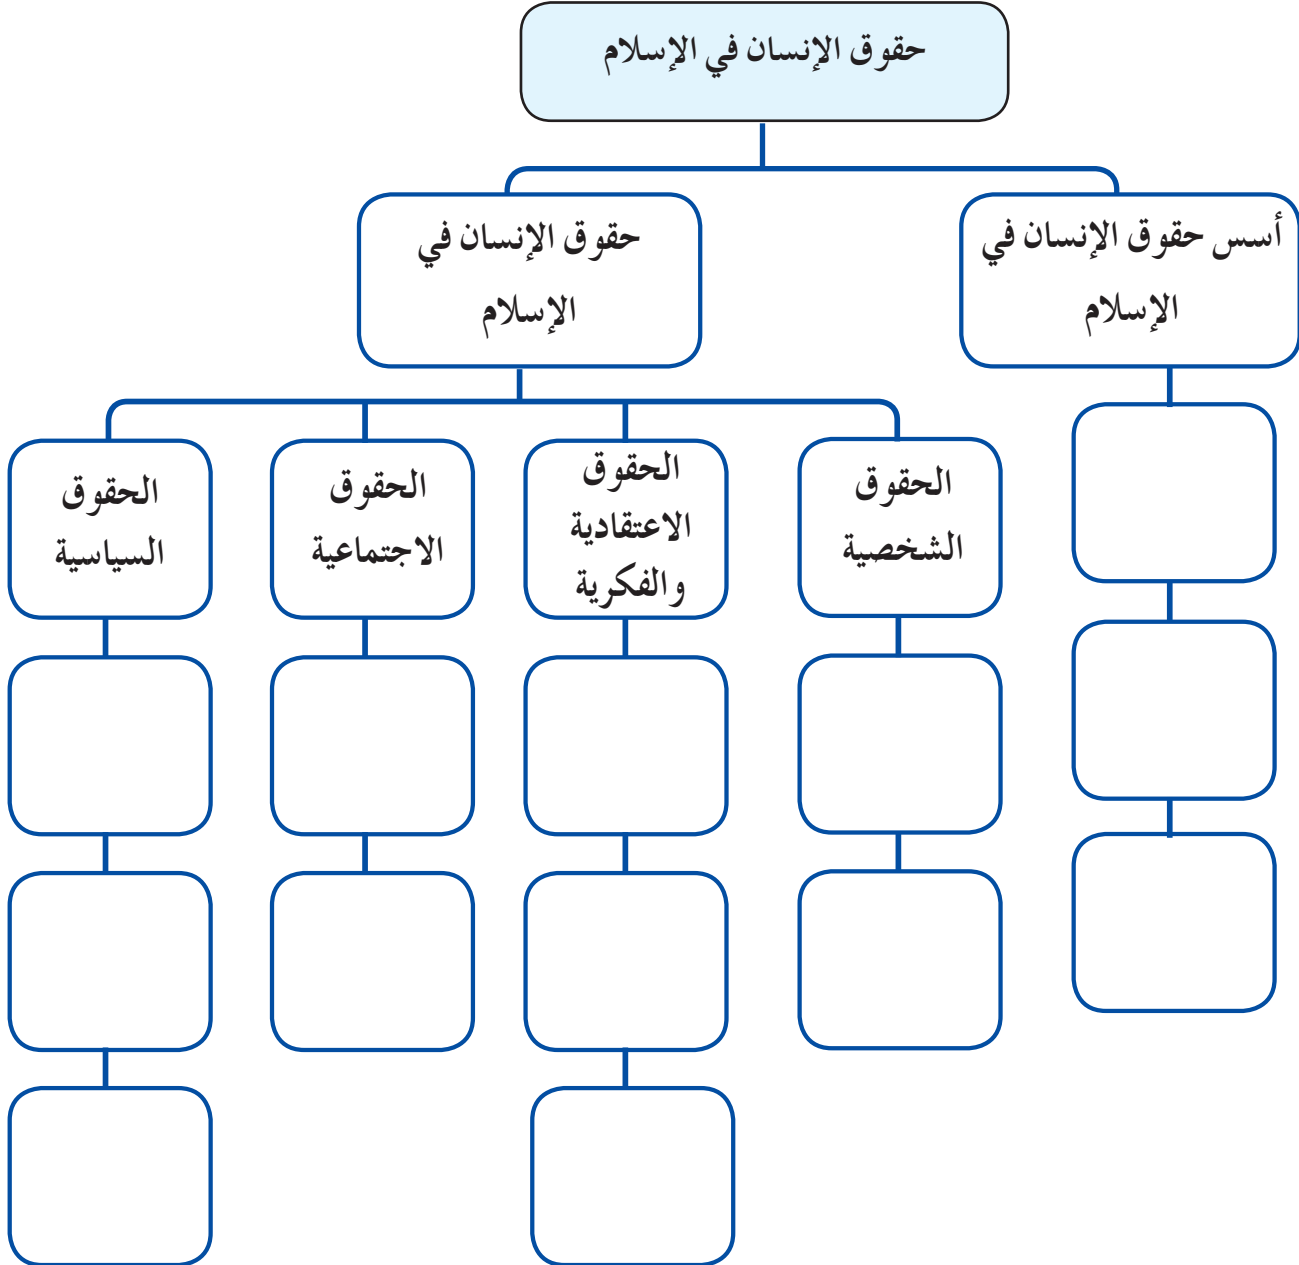 حقوق الإنسان في الإسلام
أسس حقوق الإنسان في
الإسلام
حقوق الإنسان في
الإسلام
الحقوق
الشخصية
الحقوق
الاعتقادية
والفكرية
الحقوق
الاجتماعية
الحقوق
السياسية